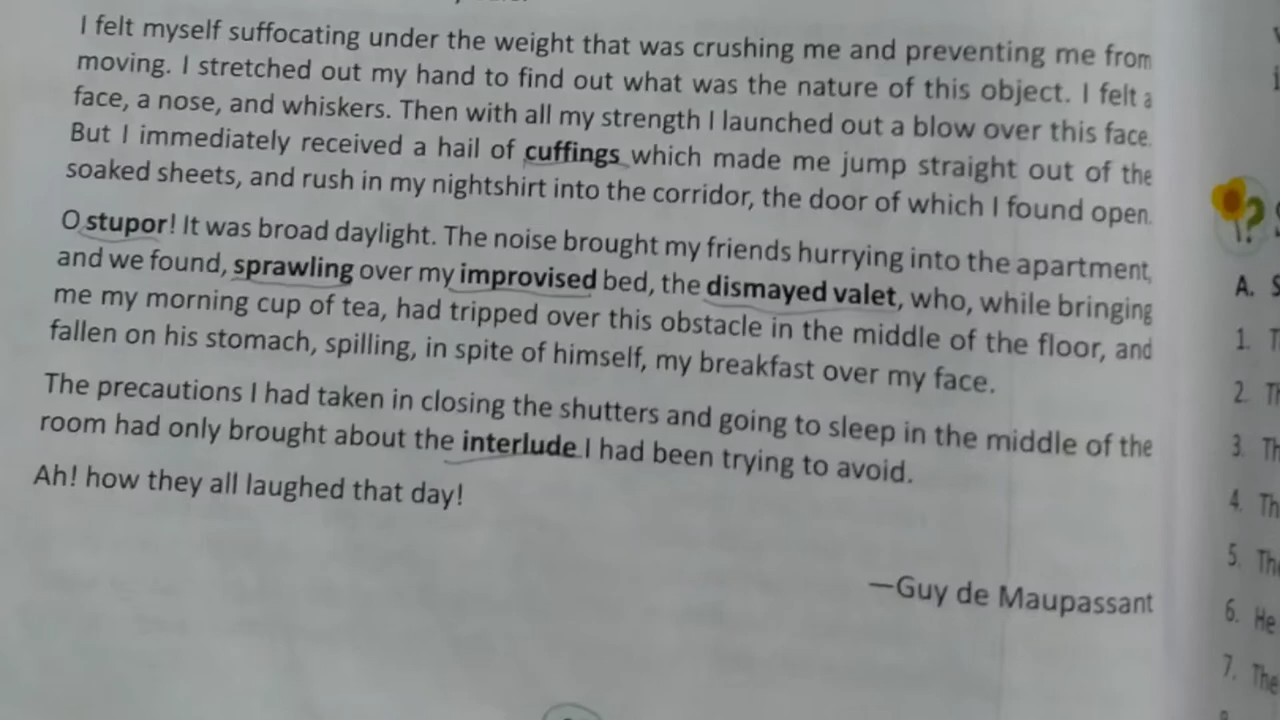 I felt myself suffocating under the weight that was crushing me and preventing me from
moving. I stretched out my hand to find out what was the nature of this object. I felt a
face, a nose, and whiskers. Then with all my strength I launched out a blow over this face.
But I immediately received a hail of cuffings which made me jump straight out of the
soaked sheets, and rush in my nightshirt into the corridor, the door of which I found open.
O stupor! It was broad daylight. The noise brought my friends hurrying into the apartment,
and we found, sprawling over my improvised bed, the dismayed valet, who, while bringing
me my morning cup of tea, had tripped over this obstacle in the middle of the floor, and
fallen on his stomach, spilling, in spite of himself, my breakfast over my face.
The precautions I had taken in closing the shutters and going to sleep in the middle of the
room had only brought about the interlude I had been trying to avoid.
Ah! how they all laughed that day!
—Guy de Maupassant
A.
1.
2.
3. Th
4. Th
5. The
6. He
7. The